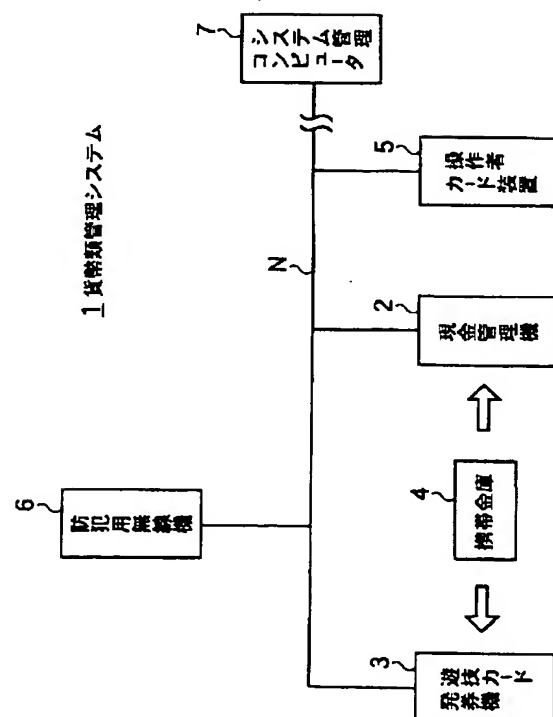 1 貨幣類管理システム
6
防犯用無線機
7
システム管理
コンピュータ
N
3
遊技カード
発券機
4
携帯金庫
2
現金管理機
5
操作者
カード装置